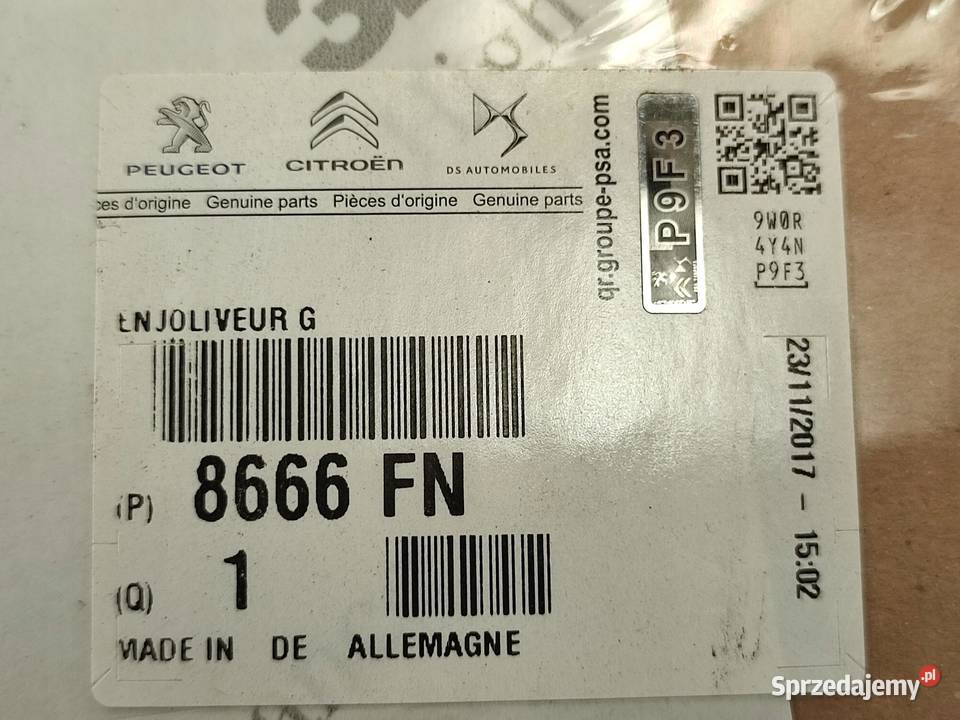 PEUGEOT
CITROËN
DS AUTOMOBILES
ces d'origine Genuine parts Pièces d'origine Genuine parts
qr.groupe-psa.com
P9F3
9W0R
4Y4N
P9F3
ENJOLIVEUR G
23/11/2017 - 15:02
(P) 8666 FN
(Q) 1
MADE IN DE ALLEMAGNE
Sprzedajemy.pl